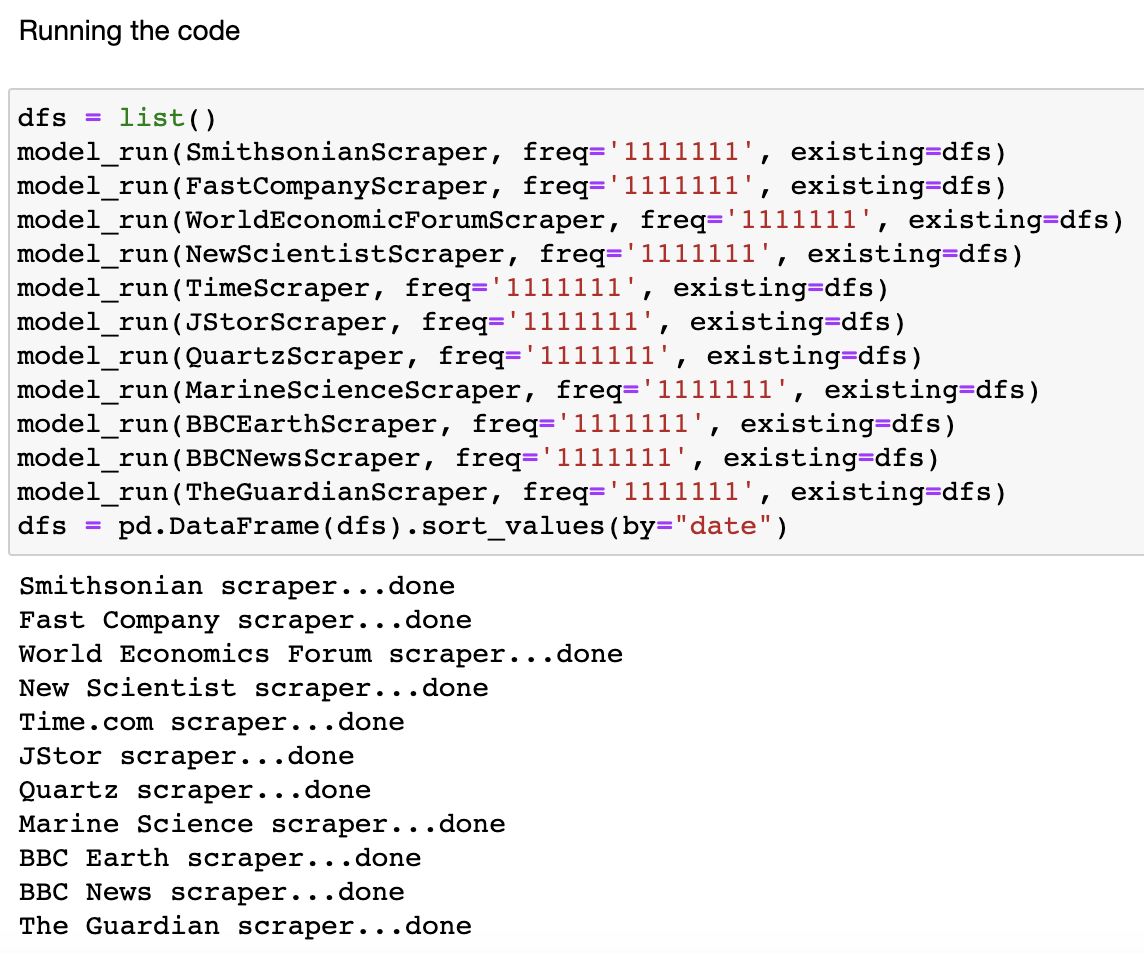 Running the code
dfs = list()
model_run(SmithsonianScraper, freq='1111111', existing=dfs)
model_run(FastCompanyScraper, freq='1111111', existing=dfs)
model_run(WorldEconomicForumScraper, freq='1111111', existing=dfs)
model_run(NewScientistScraper, freq='1111111', existing=dfs)
model_run(TimeScraper, freq='1111111', existing=dfs)
model_run(JStorScraper, freq='1111111', existing=dfs)
model_run(QuartzScraper, freq='1111111', existing=dfs)
model_run(MarineScienceScraper, freq='1111111', existing=dfs)
model_run(BBCEarthScraper, freq='1111111', existing=dfs)
model_run(BBCNewsScraper, freq='1111111', existing=dfs)
model_run(TheGuardianScraper, freq='1111111', existing=dfs)
dfs = pd.DataFrame(dfs).sort_values(by="date")
Smithsonian scraper...done
Fast Company scraper...done
World Economics Forum scraper...done
New Scientist scraper...done
Time.com scraper...done
JStor scraper...done
Quartz scraper...done
Marine Science scraper...done
BBC Earth scraper...done
BBC News scraper...done
The Guardian scraper...done